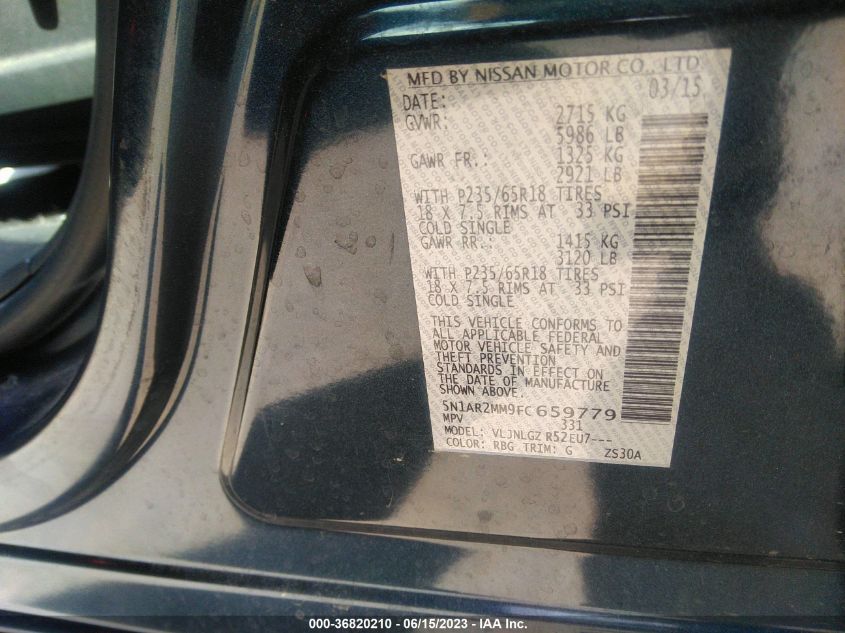 MFD BY NISSAN MOTOR CO., LTD
DATE: 03/15
GVWR: 2715 KG
5986 LB
GAWR FR.: 1325 KG
2921 LB
WITH P235/65R18 TIRES
18 X 7.5 RIMS AT 33 PSI
COLD SINGLE
GAWR RR.: 1415 KG
3120 LB
WITH P235/65R18 TIRES
18 X 7.5 RIMS AT 33 PSI
COLD SINGLE
THIS VEHICLE CONFORMS TO
ALL APPLICABLE FEDERAL
MOTOR VEHICLE SAFETY AND
THEFT PREVENTION
STANDARDS IN EFFECT ON
THE DATE OF MANUFACTURE
SHOWN ABOVE.
5N1AR2MM9FC659779
MPV 331
MODEL: VLJNLGZ R52EU7---
COLOR: RBG TRIM: G ZS30A
000-36820210 - 06/15/2023 - IAA Inc.